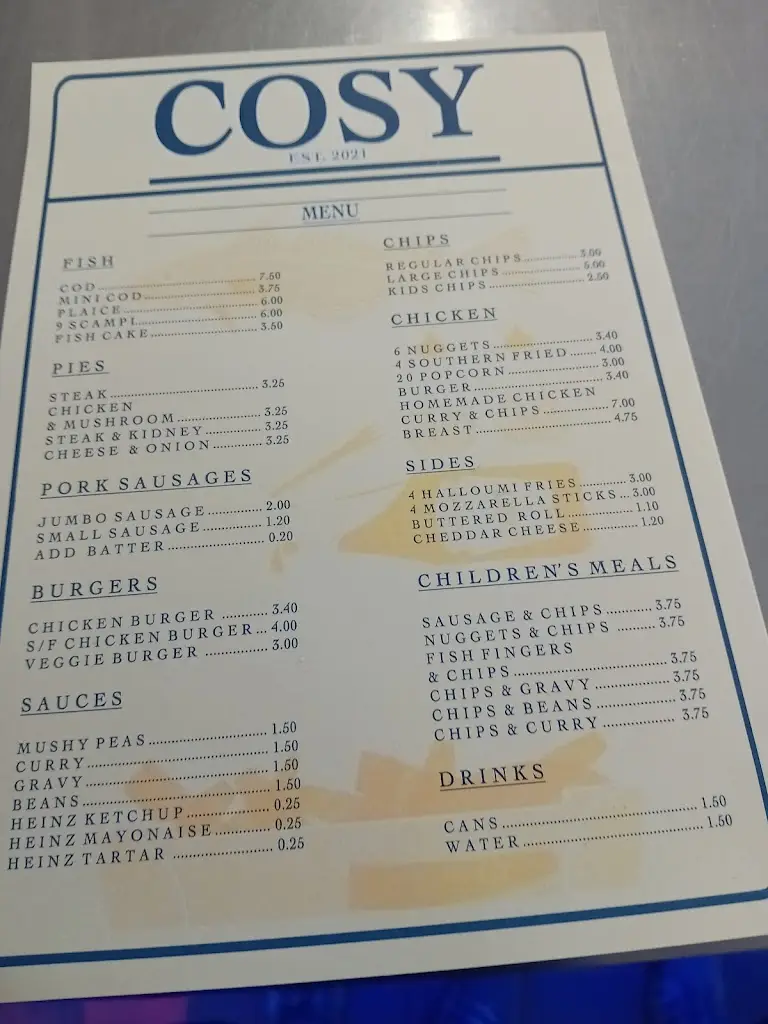 COSY
EST. 2021
MENU
FISH
COD 7.50
MINI COD 3.75
PLAICE 6.00
9 SCAMPI 6.00
FISH CAKE 3.50
PIES
STEAK 3.25
CHICKEN
& MUSHROOM 3.25
STEAK & KIDNEY 3.25
CHEESE & ONION 3.25
PORK SAUSAGES
JUMBO SAUSAGE 2.00
SMALL SAUSAGE 1.20
ADD BATTER 0.20
BURGERS
CHICKEN BURGER 3.40
S/F CHICKEN BURGER 4.00
VEGGIE BURGER 3.00
SAUCES
MUSHY PEAS 1.50
CURRY 1.50
GRAVY 1.50
BEANS 1.50
HEINZ KETCHUP 0.25
HEINZ MAYONAISE 0.25
HEINZ TARTAR 0.25
CHIPS
REGULAR CHIPS 3.00
LARGE CHIPS 5.00
KIDS CHIPS 2.50
CHICKEN
6 NUGGETS 3.40
4 SOUTHERN FRIED 4.00
20 POPCORN 3.00
BURGER 3.40
HOMEMADE CHICKEN
CURRY & CHIPS 7.00
BREAST 4.75
SIDES
4 HALLOUMI FRIES 3.00
4 MOZZARELLA STICKS 3.00
BUTTERED ROLL 1.10
CHEDDAR CHEESE 1.20
CHILDREN'S MEALS
SAUSAGE & CHIPS 3.75
NUGGETS & CHIPS 3.75
FISH FINGERS
& CHIPS 3.75
CHIPS & GRAVY 3.75
CHIPS & BEANS 3.75
CHIPS & CURRY 3.75
DRINKS
CANS 1.50
WATER 1.50